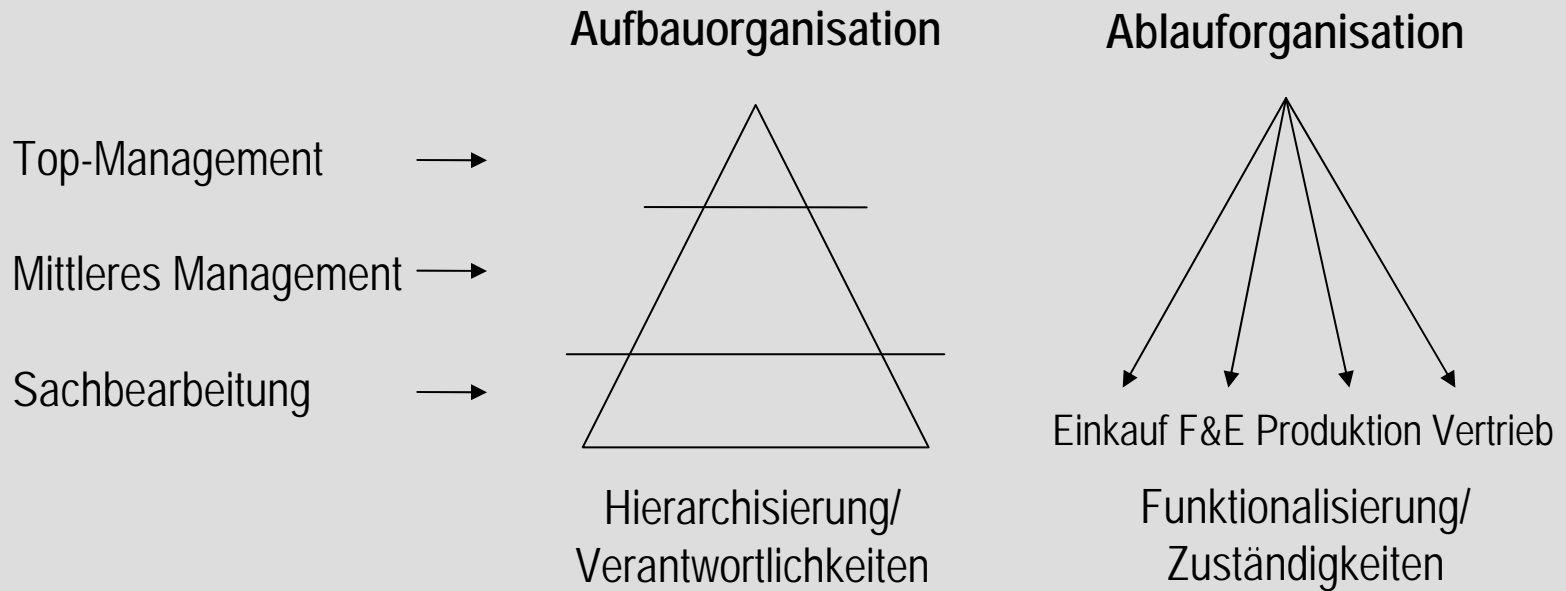 Aufbauorganisation
Ablauforganisation
Top-Management
Mittleres Management
Sachbearbeitung
Einkauf F&E Produktion Vertrieb
Hierarchisierung/
Verantwortlichkeiten
Funktionalisierung/
Zuständigkeiten